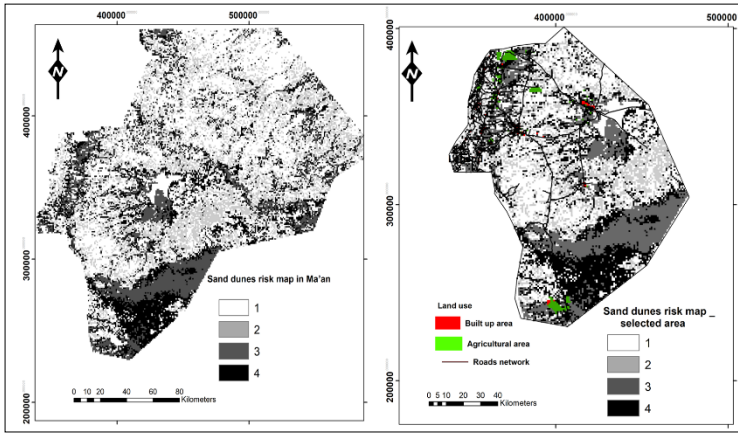 400000
500000
N
400000
300000
200000
Sand dunes risk map in Ma'an
1
2
3
4
0 5 10 20 40 60 80
Kilometers
400000
500000
N
400000
300000
200000
Land use
Built up area
Agricultural area
Roads network
Sand dunes risk map _
selected area
1
2
3
4
0 5 10 20 30 40
Kilometers